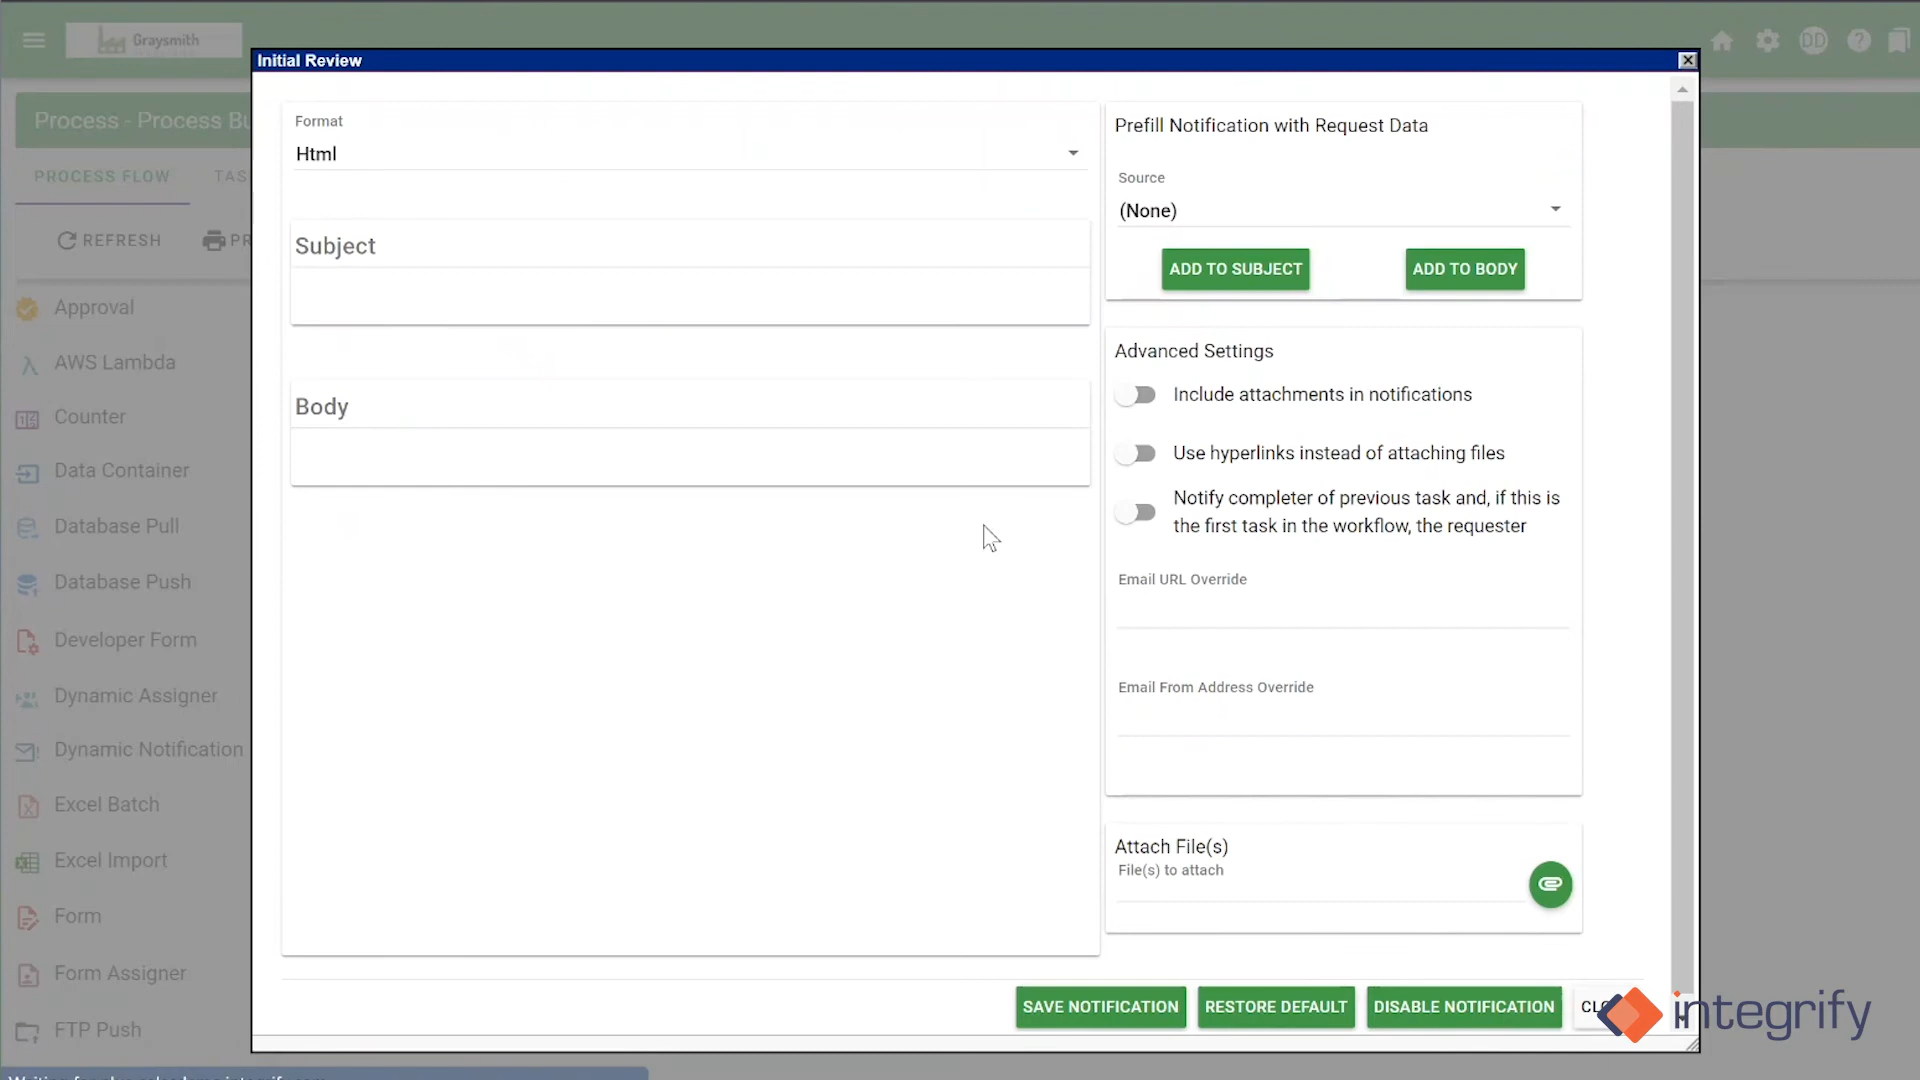 Graysmith
DD
Initial Review
Process - Process Bu
PROCESS FLOW
TAS
REFRESH
PR
Approval
AWS Lambda
Counter
Data Container
Database Pull
Database Push
Developer Form
Dynamic Assigner
Dynamic Notification
Excel Batch
Excel Import
Form
Form Assigner
FTP Push
Format
Html
Subject
Body
Prefill Notification with Request Data
Source
(None)
ADD TO SUBJECT
ADD TO BODY
Advanced Settings
Include attachments in notifications
Use hyperlinks instead of attaching files
Notify completer of previous task and, if this is
the first task in the workflow, the requester
Email URL Override
Email From Address Override
Attach File(s)
File(s) to attach
SAVE NOTIFICATION
RESTORE DEFAULT
DISABLE NOTIFICATION
CLO
integrify